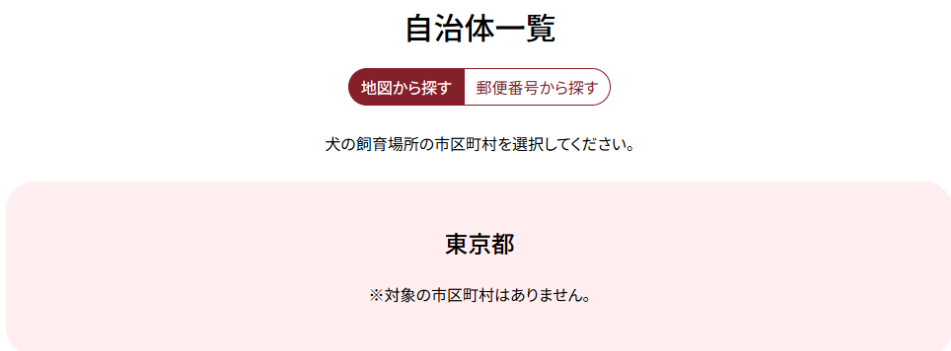 自治体一覧
地図から探す
郵便番号から探す
犬の飼育場所の市区町村を選択してください。
東京都
※対象の市区町村はありません。